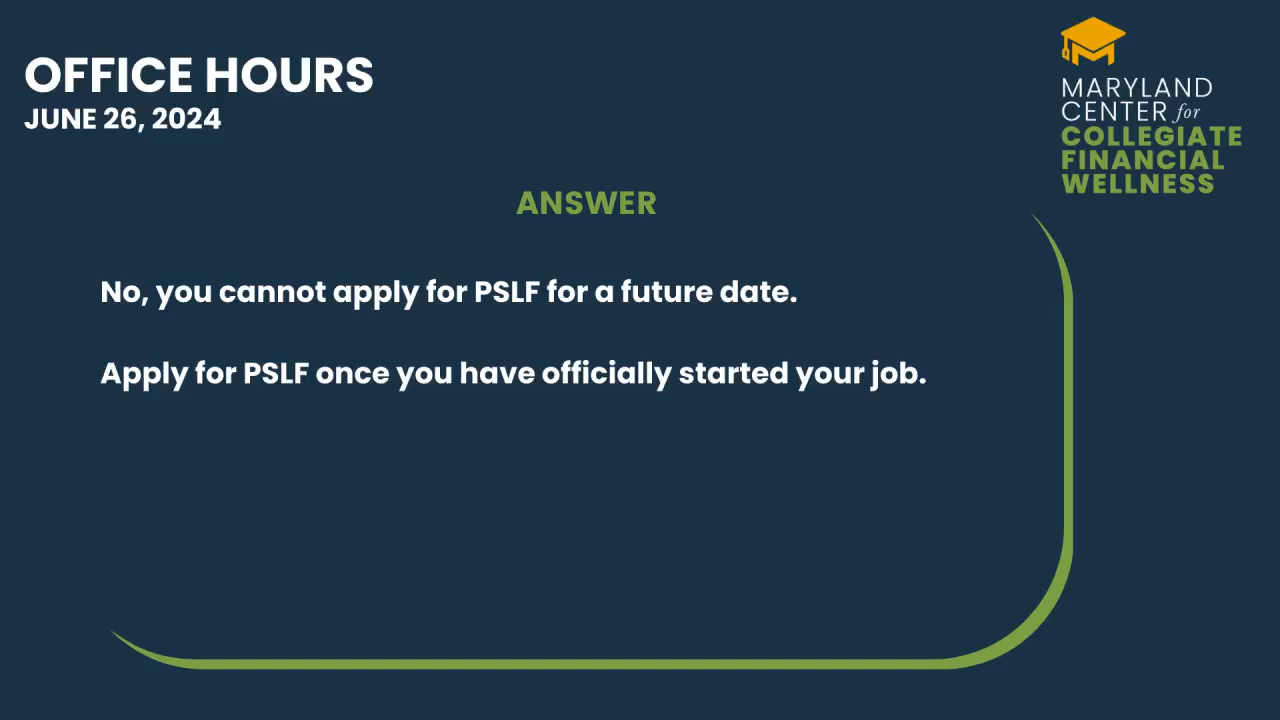 OFFICE HOURS
JUNE 26, 2024
MARYLAND
CENTER for
COLLEGIATE
FINANCIAL
WELLNESS
ANSWER
No, you cannot apply for PSLF for a future date.
Apply for PSLF once you have officially started your job.